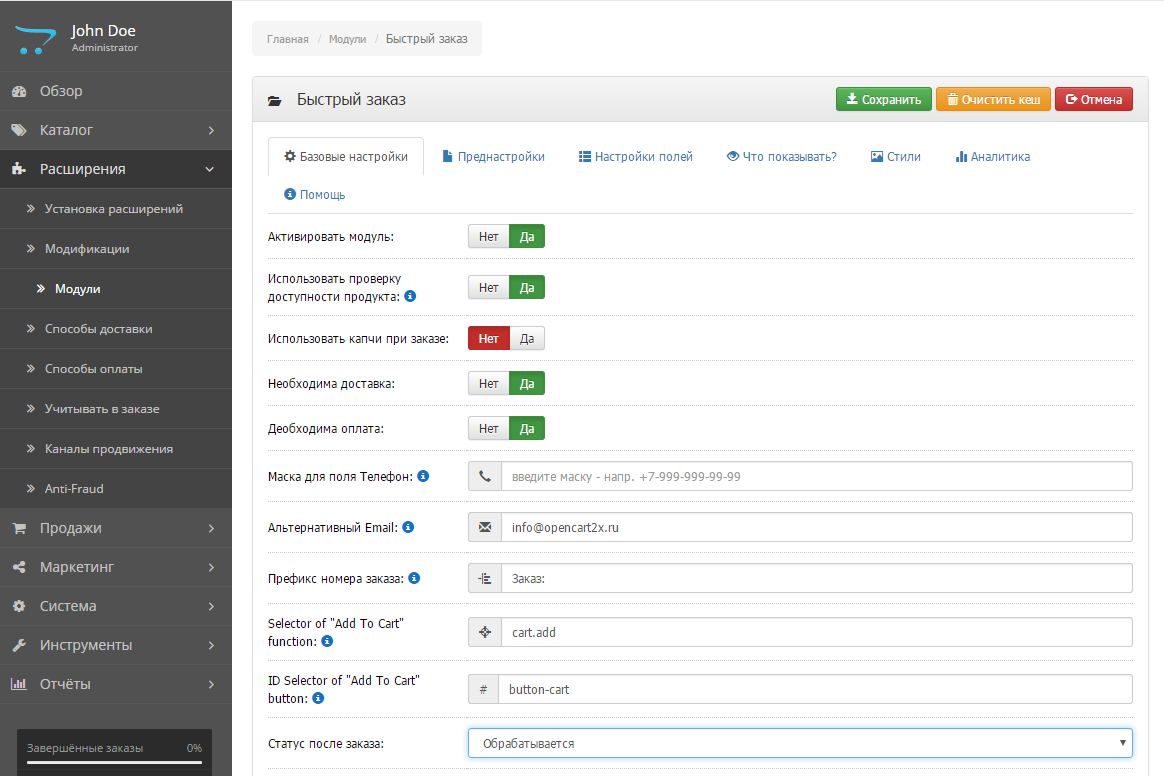 John Doe
Administrator
Обзор
Каталог
Расширения
Установка расширений
Модификации
Модули
Способы доставки
Способы оплаты
Учитывать в заказе
Каналы продвижения
Anti-Fraud
Продажи
Маркетинг
Система
Инструменты
Отчёты
Завершённые заказы 0%
Главная / Модули / Быстрый заказ
Быстрый заказ
Сохранить Очистить кеш Отмена
Базовые настройки Преднастройки Настройки полей Что показывать? Стили Аналитика
Помощь
Активировать модуль: Нет Да
Использовать проверку
доступности продукта: Нет Да
Использовать капчи при заказе: Нет Да
Необходима доставка: Нет Да
Деобходима оплата: Нет Да
Маска для поля Телефон: введите маску - напр. +7-999-999-99-99
Альтернативный Email: info@opencart2x.ru
Префикс номера заказа: Заказ:
Selector of "Add To Cart"
function: cart.add
ID Selector of "Add To Cart"
button: # button-cart
Статус после заказа: Обрабатывается